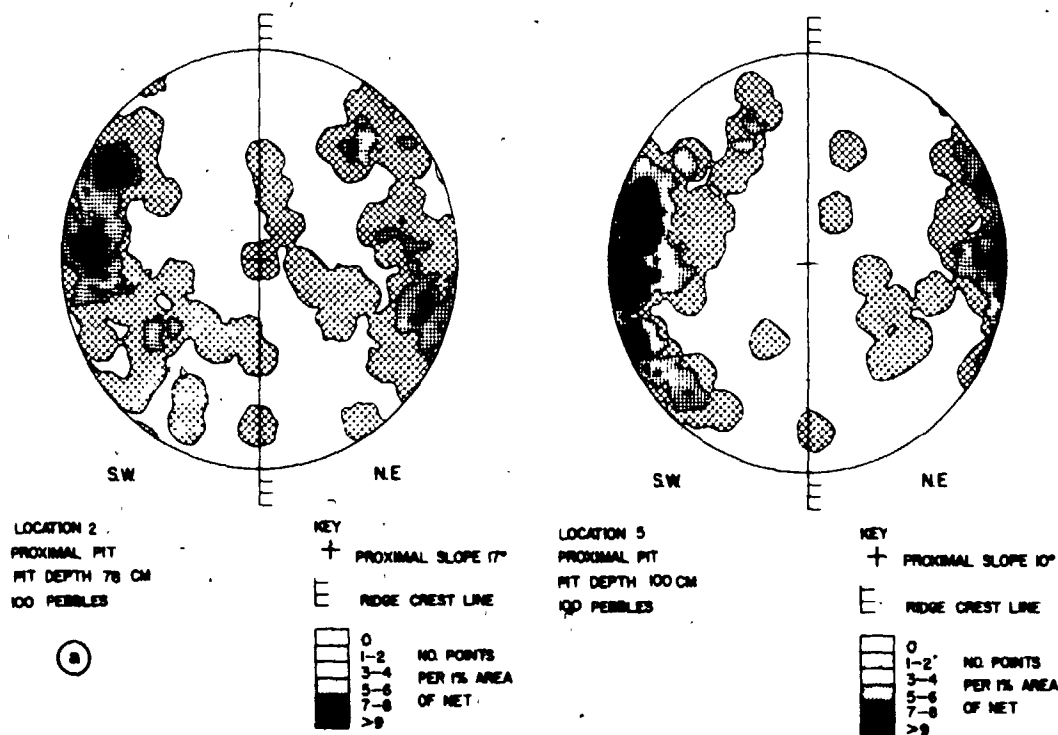 S.W.
N.E
LOCATION 2
PROXIMAL PIT
PIT DEPTH 78 CM
100 PEBBLES
a
KEY
+ PROXIMAL SLOPE 17°
RIDGE CREST LINE
0
1-2
3-4
5-6
7-8
>9
NO. POINTS
PER 1% AREA
OF NET
S.W.
N.E
LOCATION 5
PROXIMAL PIT
PIT DEPTH 100 CM
100 PEBBLES
KEY
+ PROXIMAL SLOPE 10°
RIDGE CREST LINE
0
1-2
3-4
5-6
7-8
>9
NO. POINTS
PER 1% AREA
OF NET